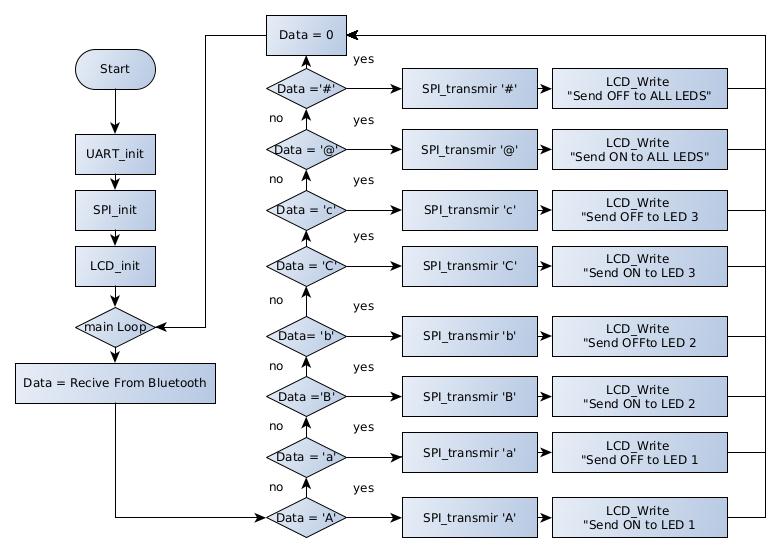 Start
UART_init
SPI_init
LCD_init
main Loop
Data = Recive From Bluetooth
Data = 0
yes
Data ='#'
SPI_transmir '#'
LCD_Write
"Send OFF to ALL LEDS"
no
yes
Data = '@'
SPI_transmir '@'
LCD_Write
"Send ON to ALL LEDS"
no
yes
Data = 'c'
SPI_transmir 'c'
LCD_Write
"Send OFF to LED 3
yes
Data = 'C'
SPI_transmir 'C'
LCD_Write
"Send ON to LED 3
no
yes
Data= 'b'
SPI_transmir 'b'
LCD_Write
"Send OFFto LED 2
no
yes
Data ='B'
SPI_transmir 'B'
LCD_Write
"Send ON to LED 2
no
yes
Data = 'a'
SPI_transmir 'a'
LCD_Write
"Send OFF to LED 1
no
yes
Data = 'A'
SPI_transmir 'A'
LCD_Write
"Send ON to LED 1